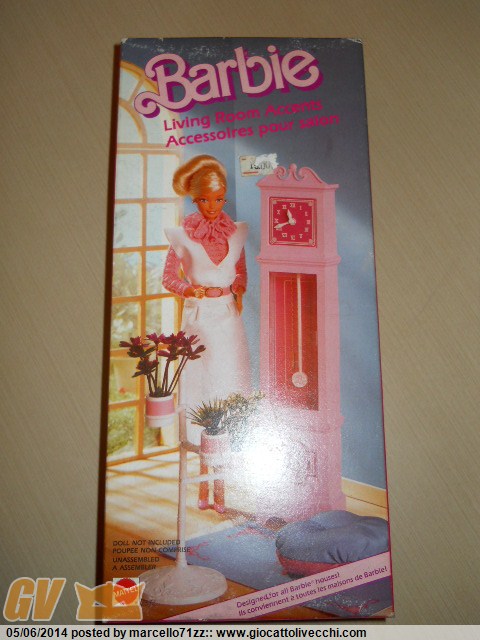 Barbie
Living Room Accents
Accessoires pour salon
DOLL NOT INCLUDED
POUPEE NON COMPRISE
UNASSEMBLED
A ASSEMBLER
MATTEL
Designed for all Barbie houses!
Ils conviennent à toutes les maisons de Barbie!
GV
05/06/2014 posted by marcello71zz:: www.giocattolivecchi.com